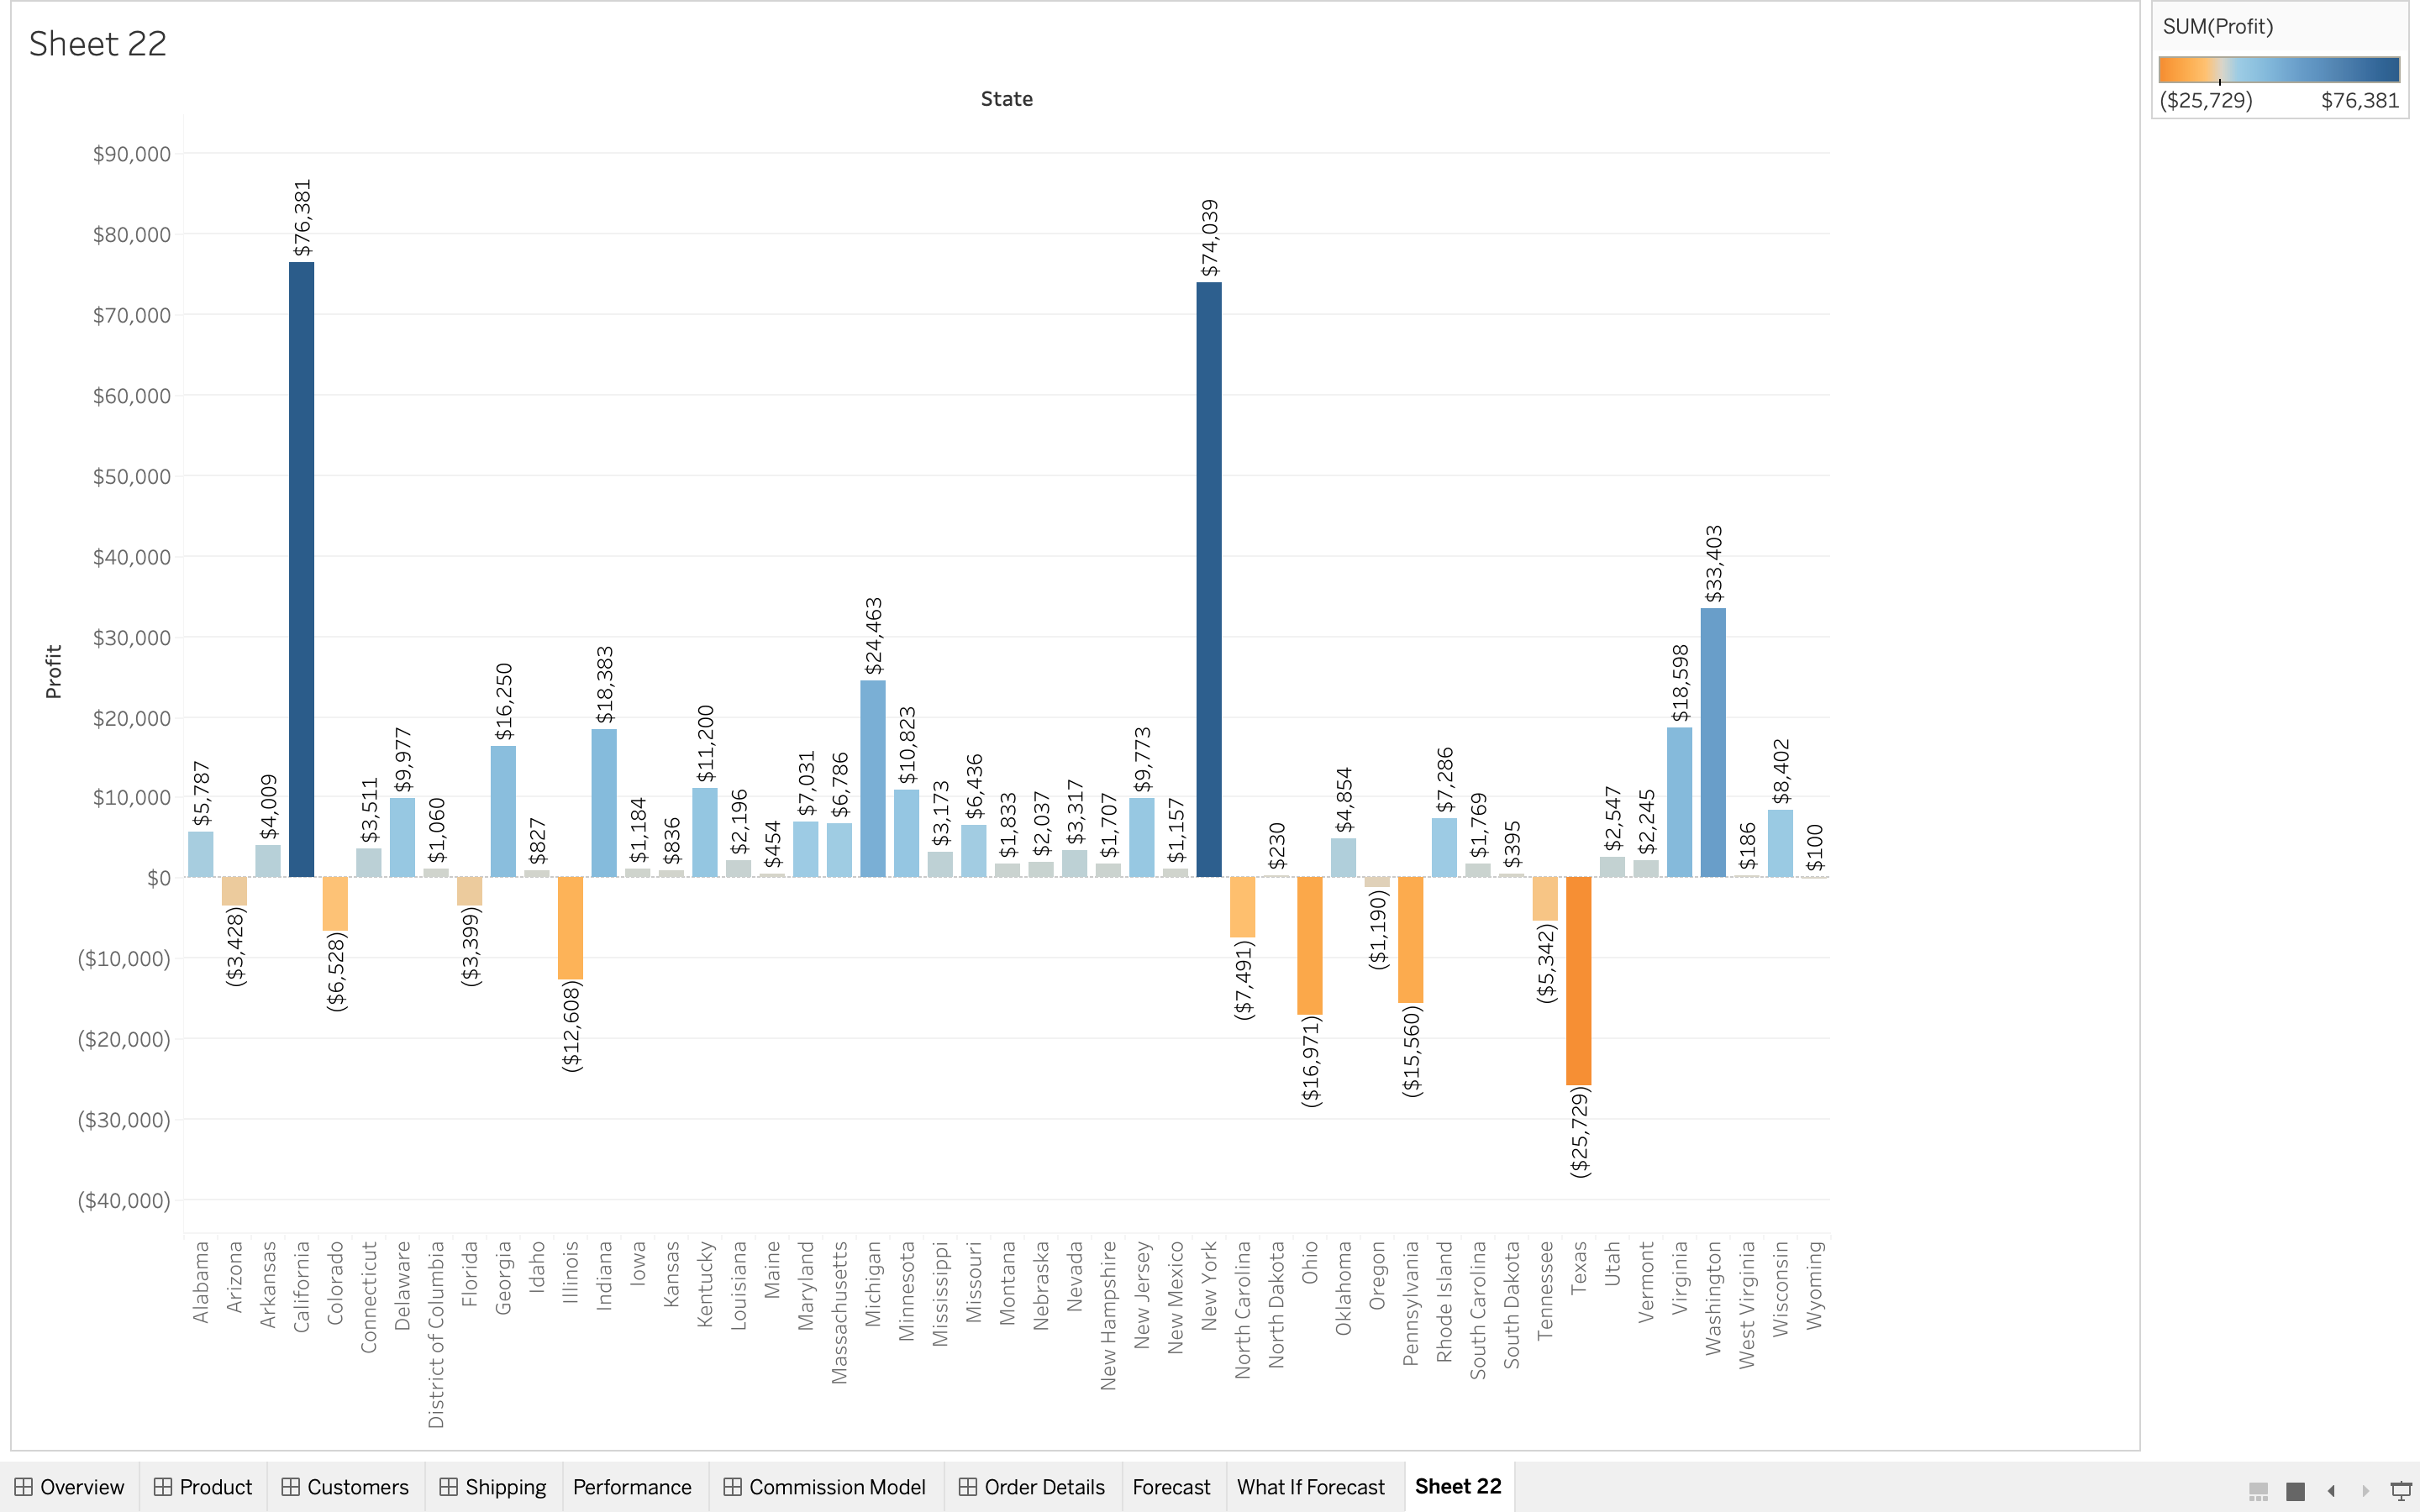 Sheet 22
SUM(Profit)
($25,729) $76,381
State
Profit
$90,000
$80,000
$70,000
$60,000
$50,000
$40,000
$30,000
$20,000
$10,000
$0
($10,000)
($20,000)
($30,000)
($40,000)
$5,787
($3,428)
$4,009
$76,381
($6,528)
$3,511
$9,977
$1,060
($3,399)
$16,250
$827
($12,608)
$18,383
$1,184
$836
$11,200
$2,196
$454
$7,031
$6,786
$24,463
$10,823
$3,173
$6,436
$1,833
$2,037
$3,317
$1,707
$9,773
$1,157
$74,039
($7,491)
$230
($16,971)
$4,854
($1,190)
($15,560)
$7,286
$1,769
$395
($5,342)
($25,729)
$2,547
$2,245
$18,598
$33,403
$186
$8,402
$100
Alabama
Arizona
Arkansas
California
Colorado
Connecticut
Delaware
District of Columbia
Florida
Georgia
Idaho
Illinois
Indiana
Iowa
Kansas
Kentucky
Louisiana
Maine
Maryland
Massachusetts
Michigan
Minnesota
Mississippi
Missouri
Montana
Nebraska
Nevada
New Hampshire
New Jersey
New Mexico
New York
North Carolina
North Dakota
Ohio
Oklahoma
Oregon
Pennsylvania
Rhode Island
South Carolina
South Dakota
Tennessee
Texas
Utah
Vermont
Virginia
Washington
West Virginia
Wisconsin
Wyoming
Overview Product Customers Shipping Performance Commission Model Order Details Forecast What If Forecast Sheet 22